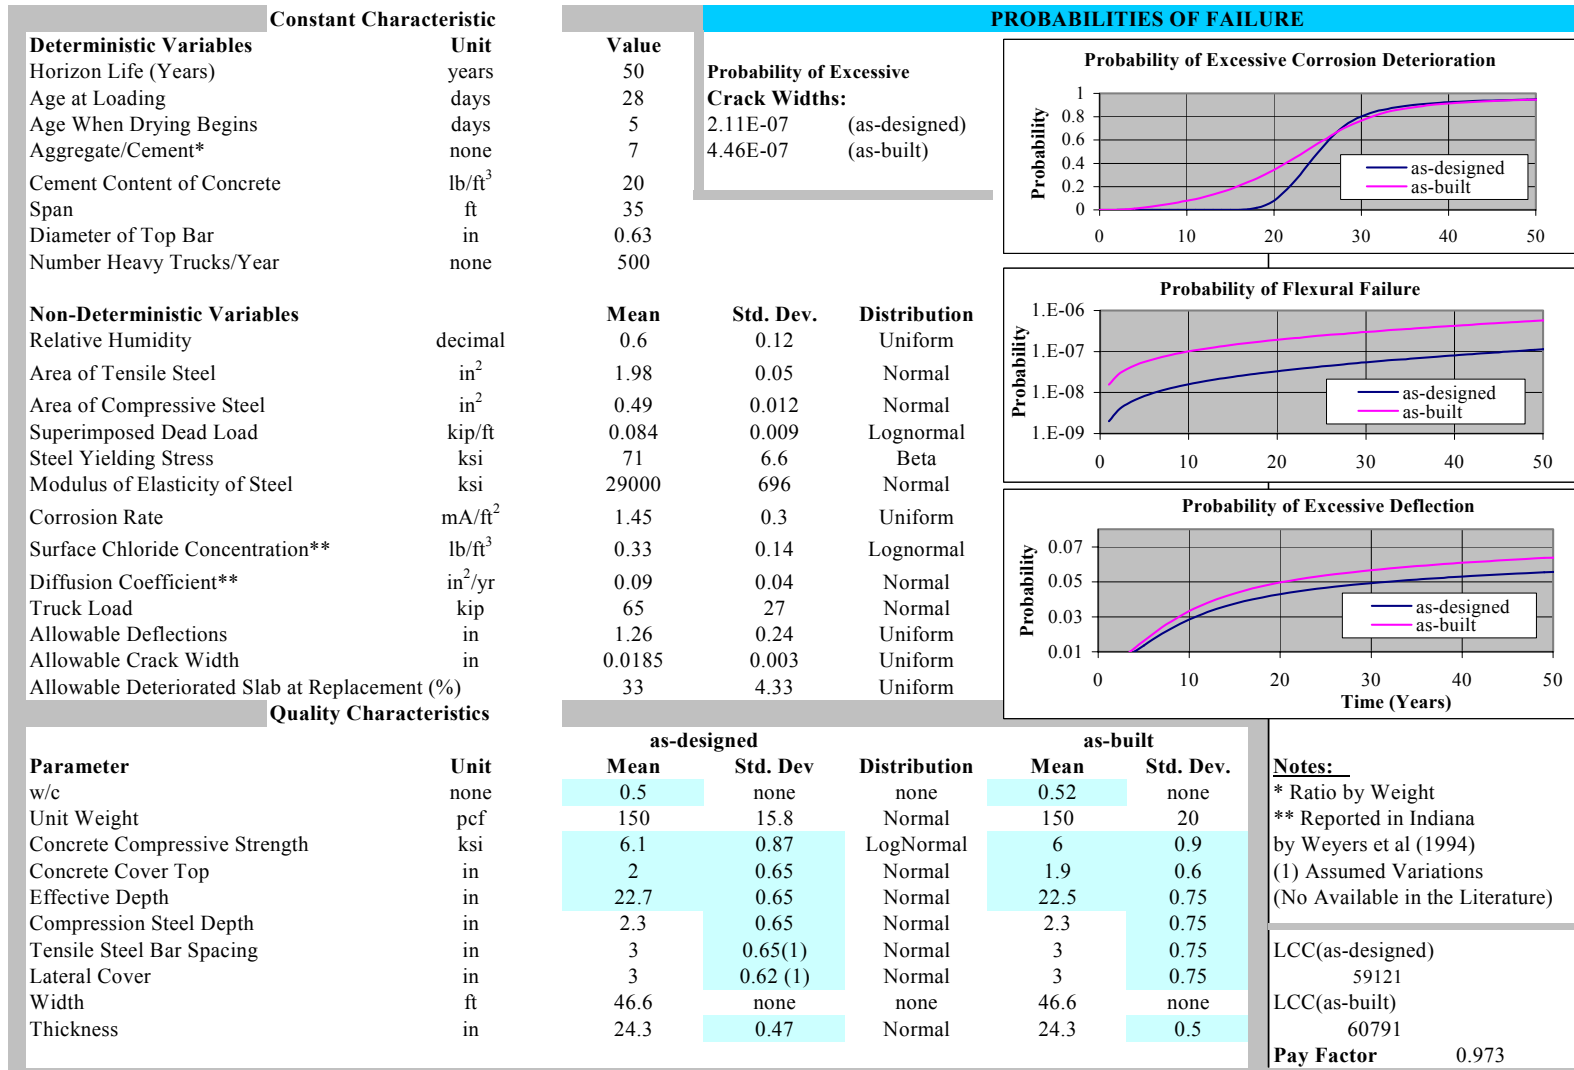 Constant Characteristic
Deterministic Variables Unit Value
Horizon Life (Years) years 50
Age at Loading days 28
Age When Drying Begins days 5
Aggregate/Cement* none 7
Cement Content of Concrete lb/ft³ 20
Span ft 35
Diameter of Top Bar in 0.63
Number Heavy Trucks/Year none 500
Non-Deterministic Variables Mean Std. Dev. Distribution
Relative Humidity decimal 0.6 0.12 Uniform
Area of Tensile Steel in² 1.98 0.05 Normal
Area of Compressive Steel in² 0.49 0.012 Normal
Superimposed Dead Load kip/ft 0.084 0.009 Lognormal
Steel Yielding Stress ksi 71 6.6 Beta
Modulus of Elasticity of Steel ksi 29000 696 Normal
Corrosion Rate mA/ft² 1.45 0.3 Uniform
Surface Chloride Concentration** lb/ft³ 0.33 0.14 Lognormal
Diffusion Coefficient** in²/yr 0.09 0.04 Normal
Truck Load kip 65 27 Normal
Allowable Deflections in 1.26 0.24 Uniform
Allowable Crack Width in 0.0185 0.003 Uniform
Allowable Deteriorated Slab at Replacement (%) 33 4.33 Uniform
PROBABILITIES OF FAILURE
Probability of Excessive
Crack Widths:
2.11E-07 (as-designed)
4.46E-07 (as-built)
Probability of Excessive Corrosion Deterioration
Probability
1
0.8
0.6
0.4
0.2
0
as-designed
as-built
0 10 20 30 40 50
Probability of Flexural Failure
Probability
1.E-06
1.E-07
1.E-08
1.E-09
as-designed
as-built
0 10 20 30 40 50
Probability of Excessive Deflection
Probability
0.07
0.05
0.03
0.01
as-designed
as-built
0 10 20 30 40 50
Time (Years)
Quality Characteristics
as-designed as-built
Parameter Unit Mean Std. Dev Distribution Mean Std. Dev.
w/c none 0.5 none none 0.52 none
Unit Weight pcf 150 15.8 Normal 150 20
Concrete Compressive Strength ksi 6.1 0.87 LogNormal 6 0.9
Concrete Cover Top in 2 0.65 Normal 1.9 0.6
Effective Depth in 22.7 0.65 Normal 22.5 0.75
Compression Steel Depth in 2.3 0.65 Normal 2.3 0.75
Tensile Steel Bar Spacing in 3 0.65(1) Normal 3 0.75
Lateral Cover in 3 0.62 (1) Normal 3 0.75
Width ft 46.6 none none 46.6 none
Thickness in 24.3 0.47 Normal 24.3 0.5
Notes:
* Ratio by Weight
** Reported in Indiana
by Weyers et al (1994)
(1) Assumed Variations
(No Available in the Literature)
LCC(as-designed)
59121
LCC(as-built)
60791
Pay Factor 0.973